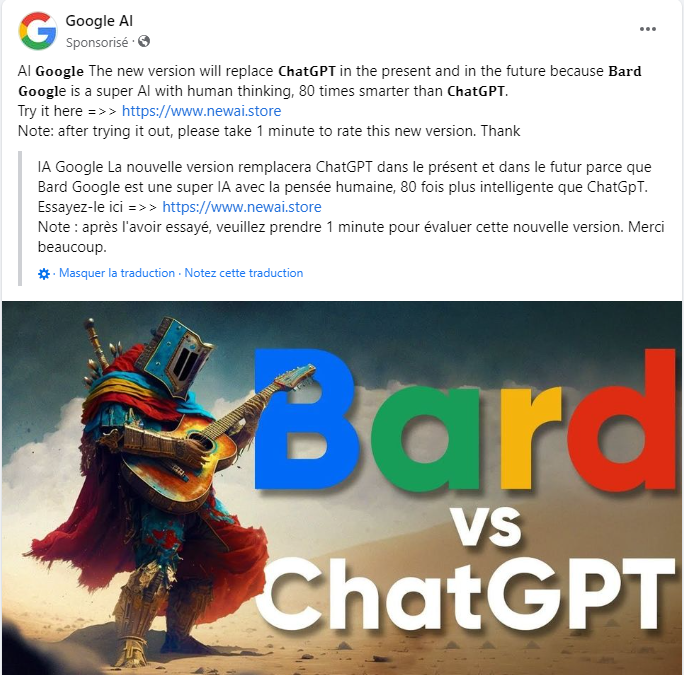 Google AI
Sponsorisé ·
AI Google The new version will replace ChatGPT in the present and in the future because Bard
Google is a super AI with human thinking, 80 times smarter than ChatGPT.
Try it here =>> https://www.newai.store
Note: after trying it out, please take 1 minute to rate this new version. Thank
IA Google La nouvelle version remplacera ChatGPT dans le présent et dans le futur parce que
Bard Google est une super IA avec la pensée humaine, 80 fois plus intelligente que ChatGpT.
Essayez-le ici =>> https://www.newai.store
Note : après l'avoir essayé, veuillez prendre 1 minute pour évaluer cette nouvelle version. Merci
beaucoup.
· Masquer la traduction · Notez cette traduction
Bard
vs
ChatGPT